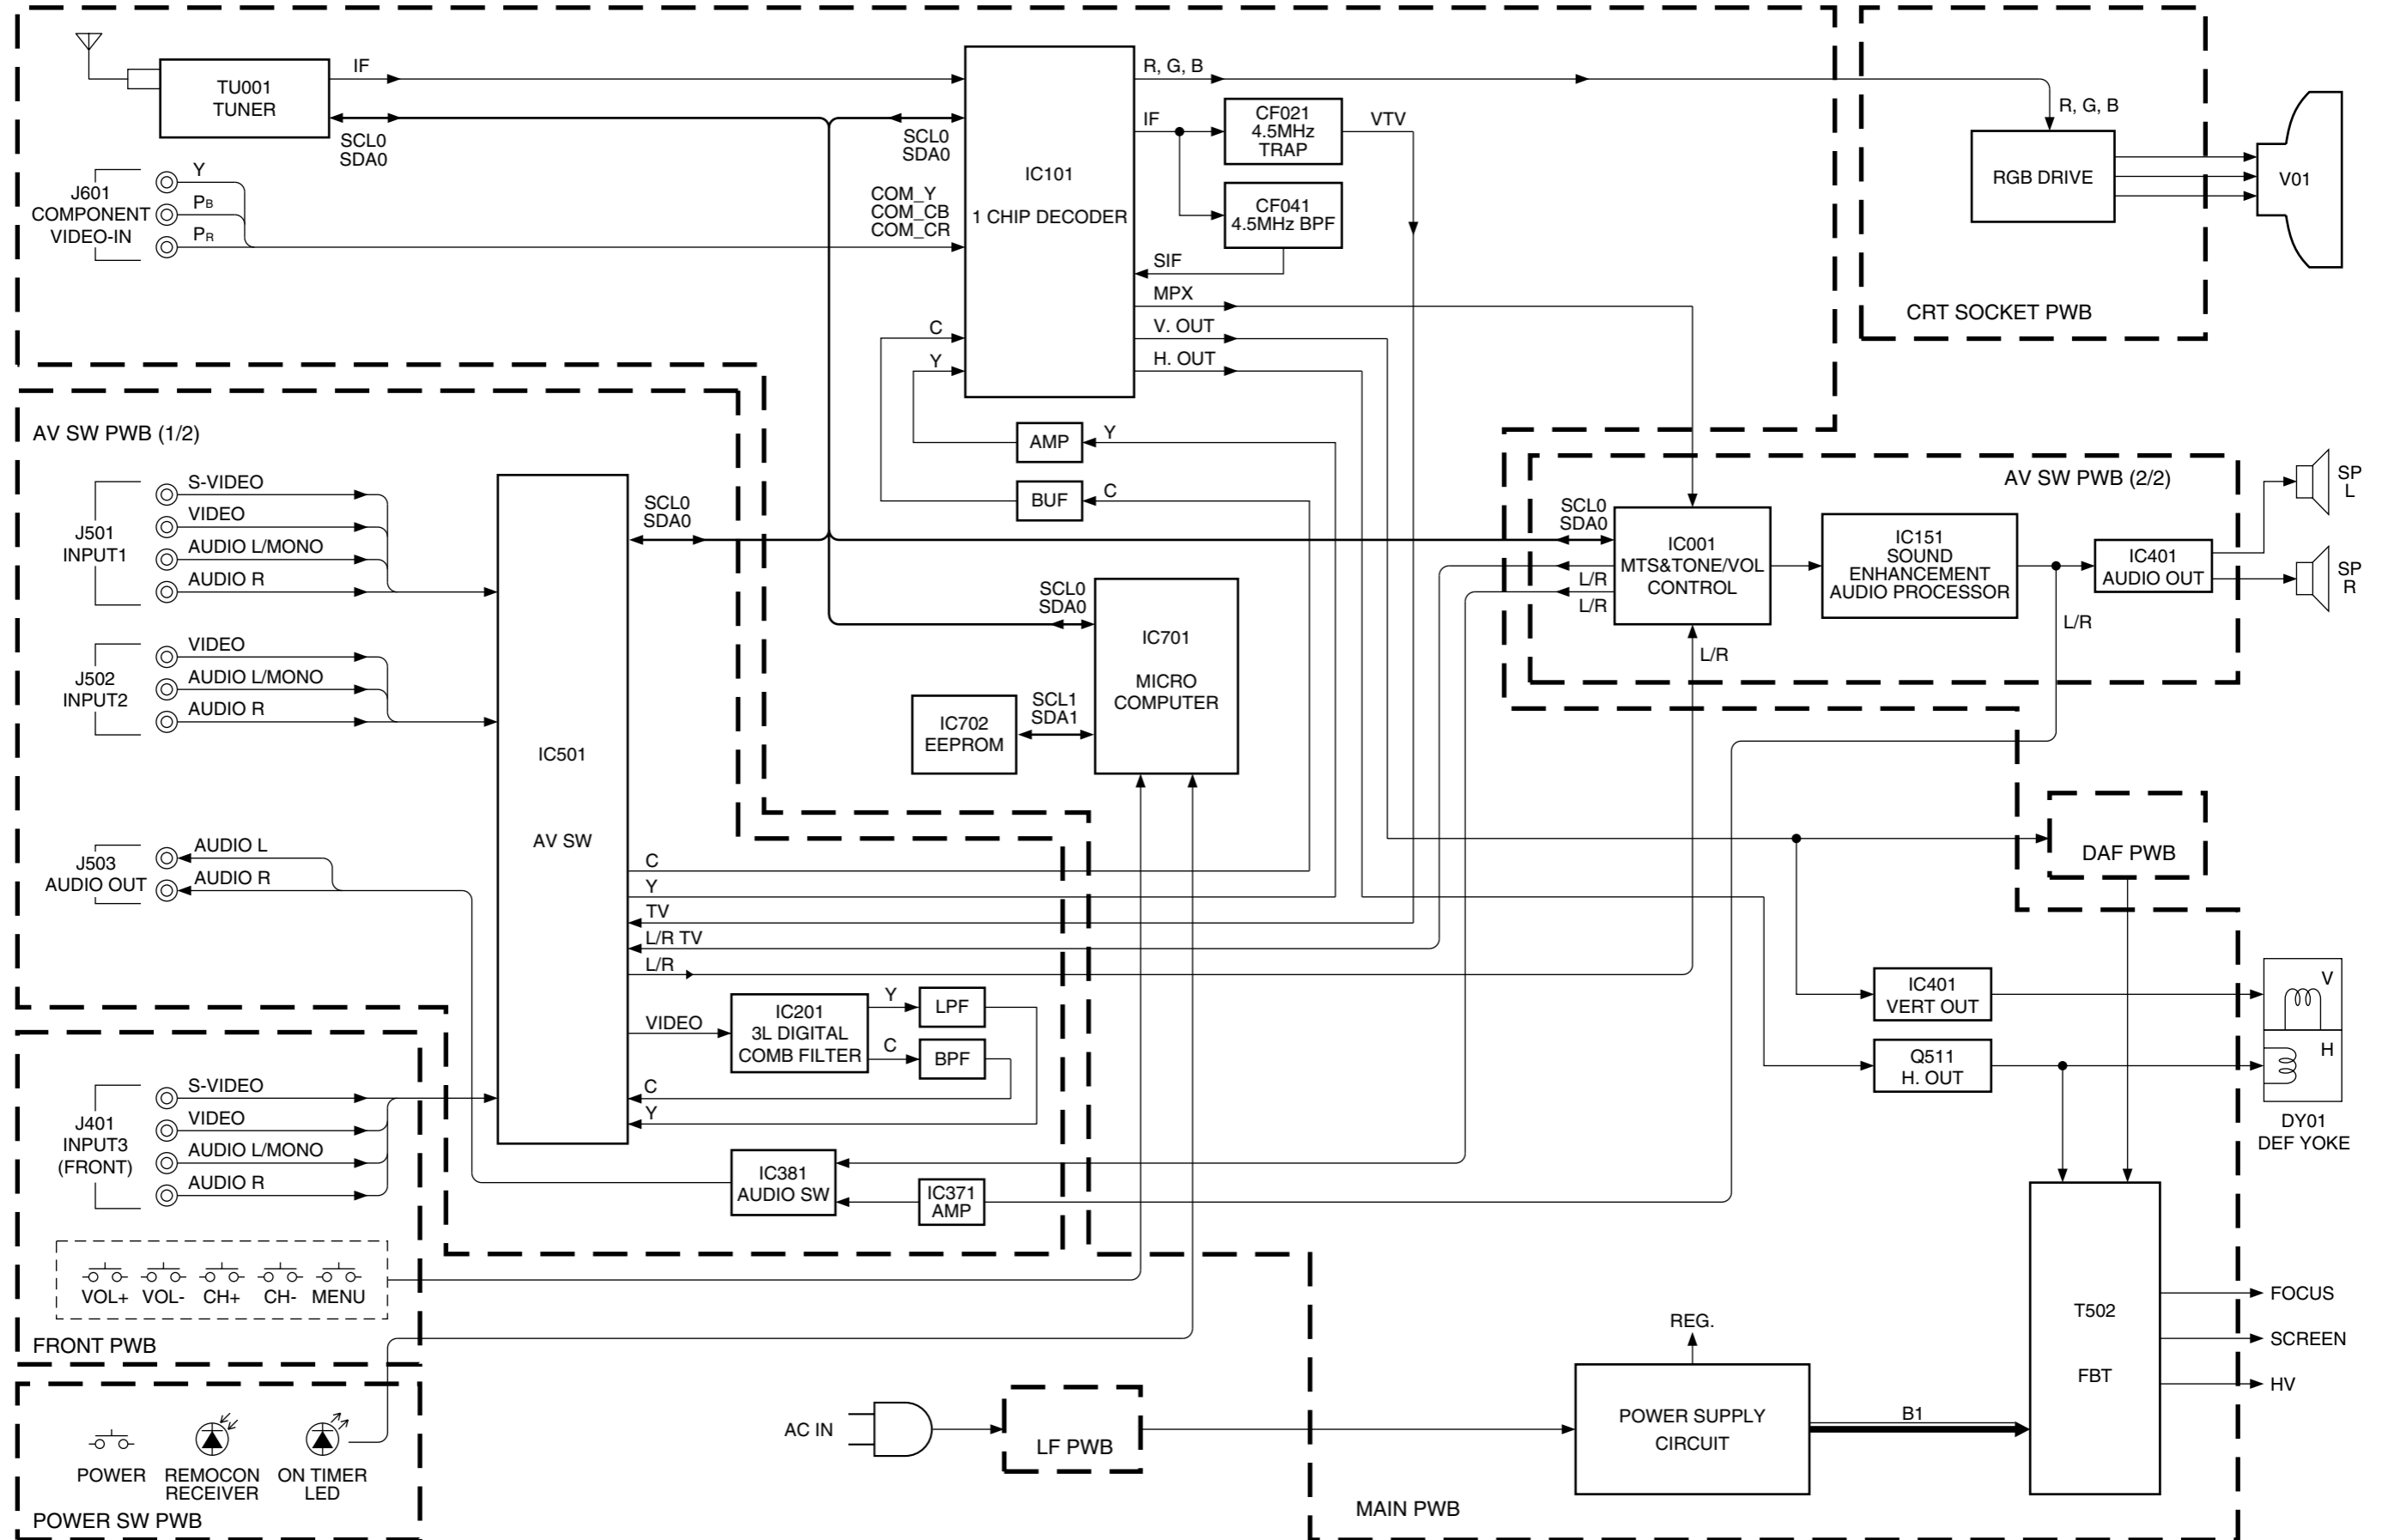 TU001
TUNER
IF
SCL0
SDA0
SCL0
SDA0
J601
COMPONENT
VIDEO-IN
Y
PB
PR
COM_Y
COM_CB
COM_CR
IC101
1 CHIP DECODER
C
Y
R, G, B
IF
CF021
4.5MHz
TRAP
VTV
CF041
4.5MHz BPF
SIF
MPX
V. OUT
H. OUT
R, G, B
RGB DRIVE
V01
CRT SOCKET PWB
AV SW PWB (1/2)
J501
INPUT1
S-VIDEO
VIDEO
AUDIO L/MONO
AUDIO R
J502
INPUT2
VIDEO
AUDIO L/MONO
AUDIO R
J503
AUDIO OUT
AUDIO L
AUDIO R
IC501
AV SW
SCL0
SDA0
AMP
Y
BUF
C
SCL0
SDA0
IC701
MICRO
COMPUTER
IC702
EEPROM
SCL1
SDA1
AV SW PWB (2/2)
SCL0
SDA0
L/R
L/R
IC001
MTS&TONE/VOL
CONTROL
L/R
IC151
SOUND
ENHANCEMENT
AUDIO PROCESSOR
IC401
AUDIO OUT
L/R
SP
L
SP
R
C
Y
TV
L/R TV
L/R
VIDEO
IC201
3L DIGITAL
COMB FILTER
Y
LPF
C
BPF
C
Y
IC381
AUDIO SW
IC371
AMP
DAF PWB
IC401
VERT OUT
Q511
H. OUT
V
H
DY01
DEF YOKE
J401
INPUT3
(FRONT)
S-VIDEO
VIDEO
AUDIO L/MONO
AUDIO R
VOL+ VOL- CH+ CH- MENU
FRONT PWB
POWER
REMOCON
RECEIVER
ON TIMER
LED
POWER SW PWB
AC IN
LF PWB
REG.
POWER SUPPLY
CIRCUIT
B1
T502
FBT
FOCUS
SCREEN
HV
MAIN PWB